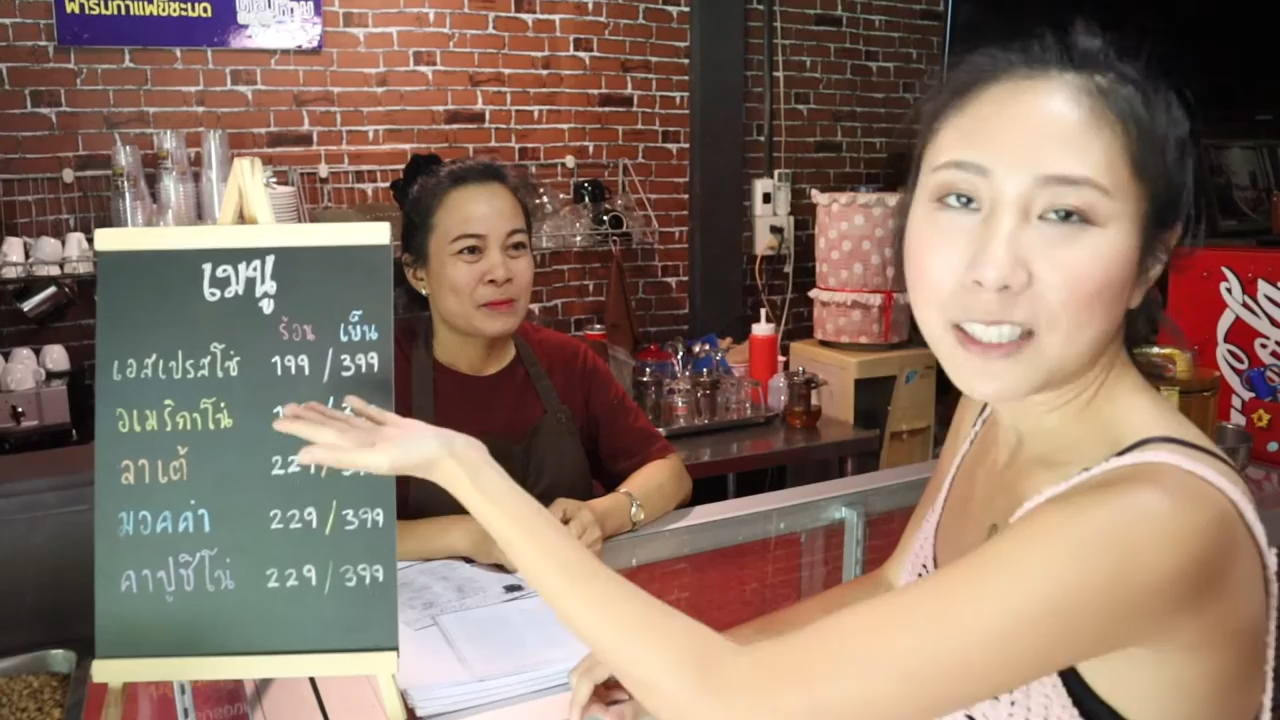 ฟาร์มกาแฟขี้ชะมด
เมนู
ร้อน เย็น
เอสเปรสโซ่ 199 / 399
อเมริกาโน่
ลาเต้
มอคค่า 229 / 399
คาปูชิโน่ 229 / 399